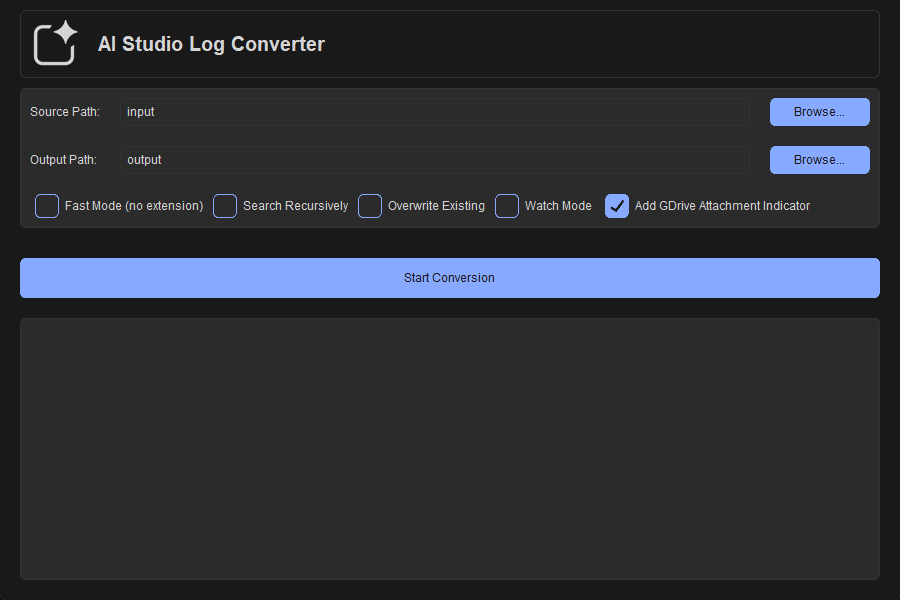 AI Studio Log Converter
Source Path: input Browse...
Output Path: output Browse...
Fast Mode (no extension) Search Recursively Overwrite Existing Watch Mode Add GDrive Attachment Indicator
Start Conversion